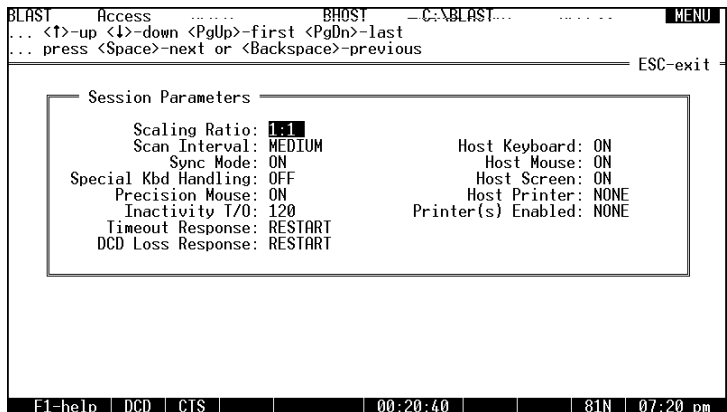 BLAST Access BHOST C:\BLAST MENU
... <↑>-up <↓>-down <PgUp>-first <PgDn>-last
... press <Space>-next or <Backspace>-previous
ESC-exit
Session Parameters
Scaling Ratio: 1:1
Scan Interval: MEDIUM Host Keyboard: ON
Sync Mode: ON Host Mouse: ON
Special Kbd Handling: OFF Host Screen: ON
Precision Mouse: ON Host Printer: NONE
Inactivity T/O: 120 Printer(s) Enabled: NONE
Timeout Response: RESTART
DCD Loss Response: RESTART
F1-help DCD CTS 00:20:40 81N 07:20 pm